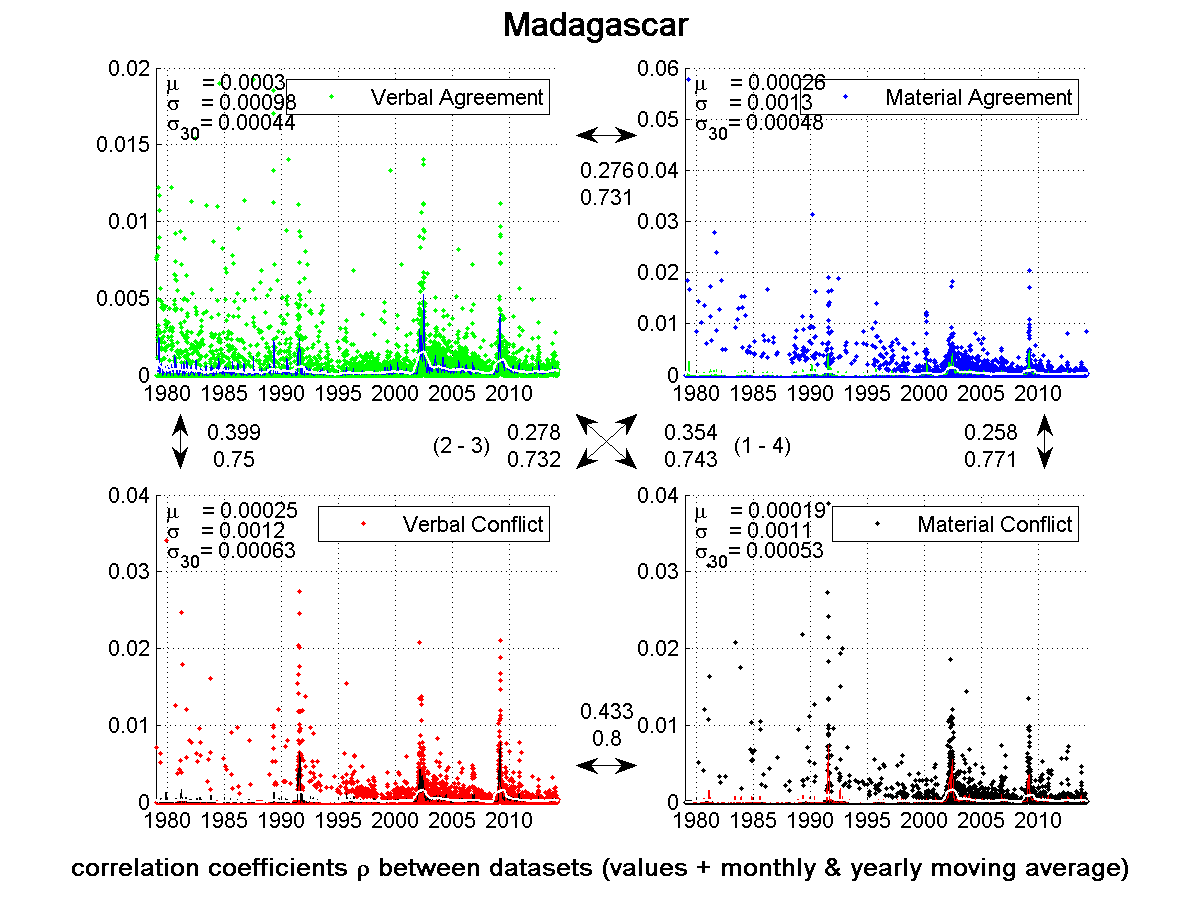 Madagascar
0.02
0.015
0.01
0.005
0
μ = 0.0003
σ = 0.00098
σ30 = 0.00044
Verbal Agreement
1980 1985 1990 1995 2000 2005 2010
0.276
0.731
0.06
0.05
0.04
0.03
0.02
0.01
0
μ = 0.00026
σ = 0.0013
σ30 = 0.00048
Material Agreement
1980 1985 1990 1995 2000 2005 2010
0.399
0.75
(2 - 3)
0.278
0.732
0.354
0.743
(1 - 4)
0.258
0.771
0.04
0.03
0.02
0.01
0
μ = 0.00025
σ = 0.0012
σ30 = 0.00063
Verbal Conflict
1980 1985 1990 1995 2000 2005 2010
0.433
0.8
0.04
0.03
0.02
0.01
0
μ = 0.00019
σ = 0.0011
σ30 = 0.00053
Material Conflict
1980 1985 1990 1995 2000 2005 2010
correlation coefficients ρ between datasets (values + monthly & yearly moving average)